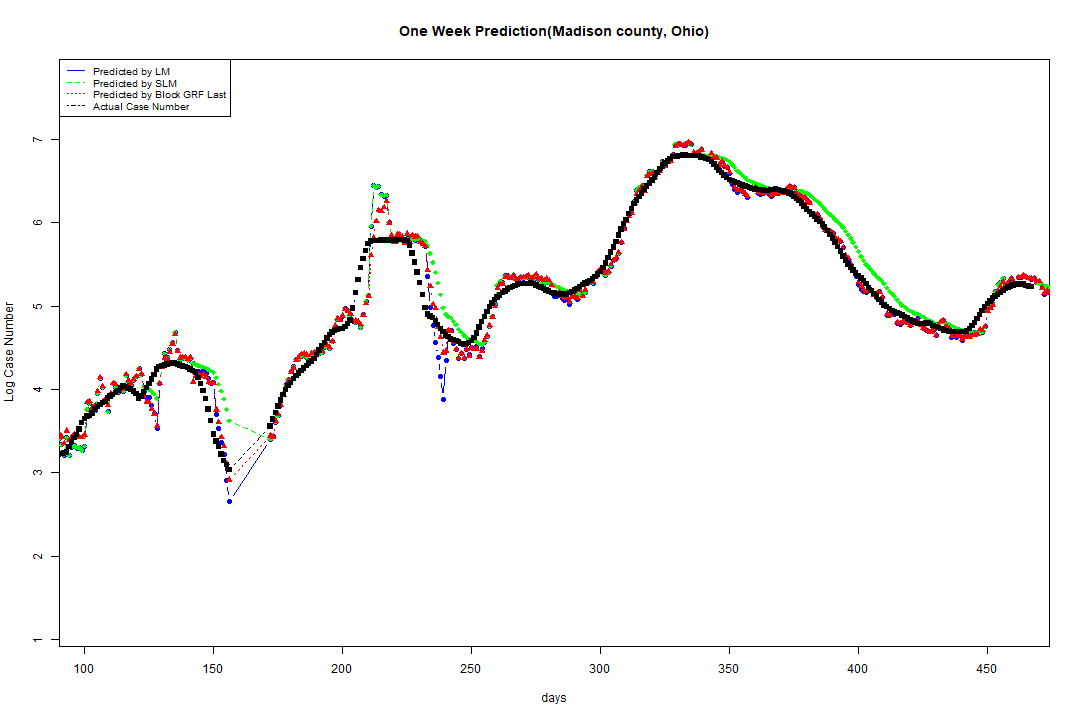 One Week Prediction(Madison county, Ohio)
Predicted by LM
Predicted by SLM
Predicted by Block GRF Last
Actual Case Number
Log Case Number
7
6
5
4
3
2
1
100 150 200 250 300 350 400 450
days